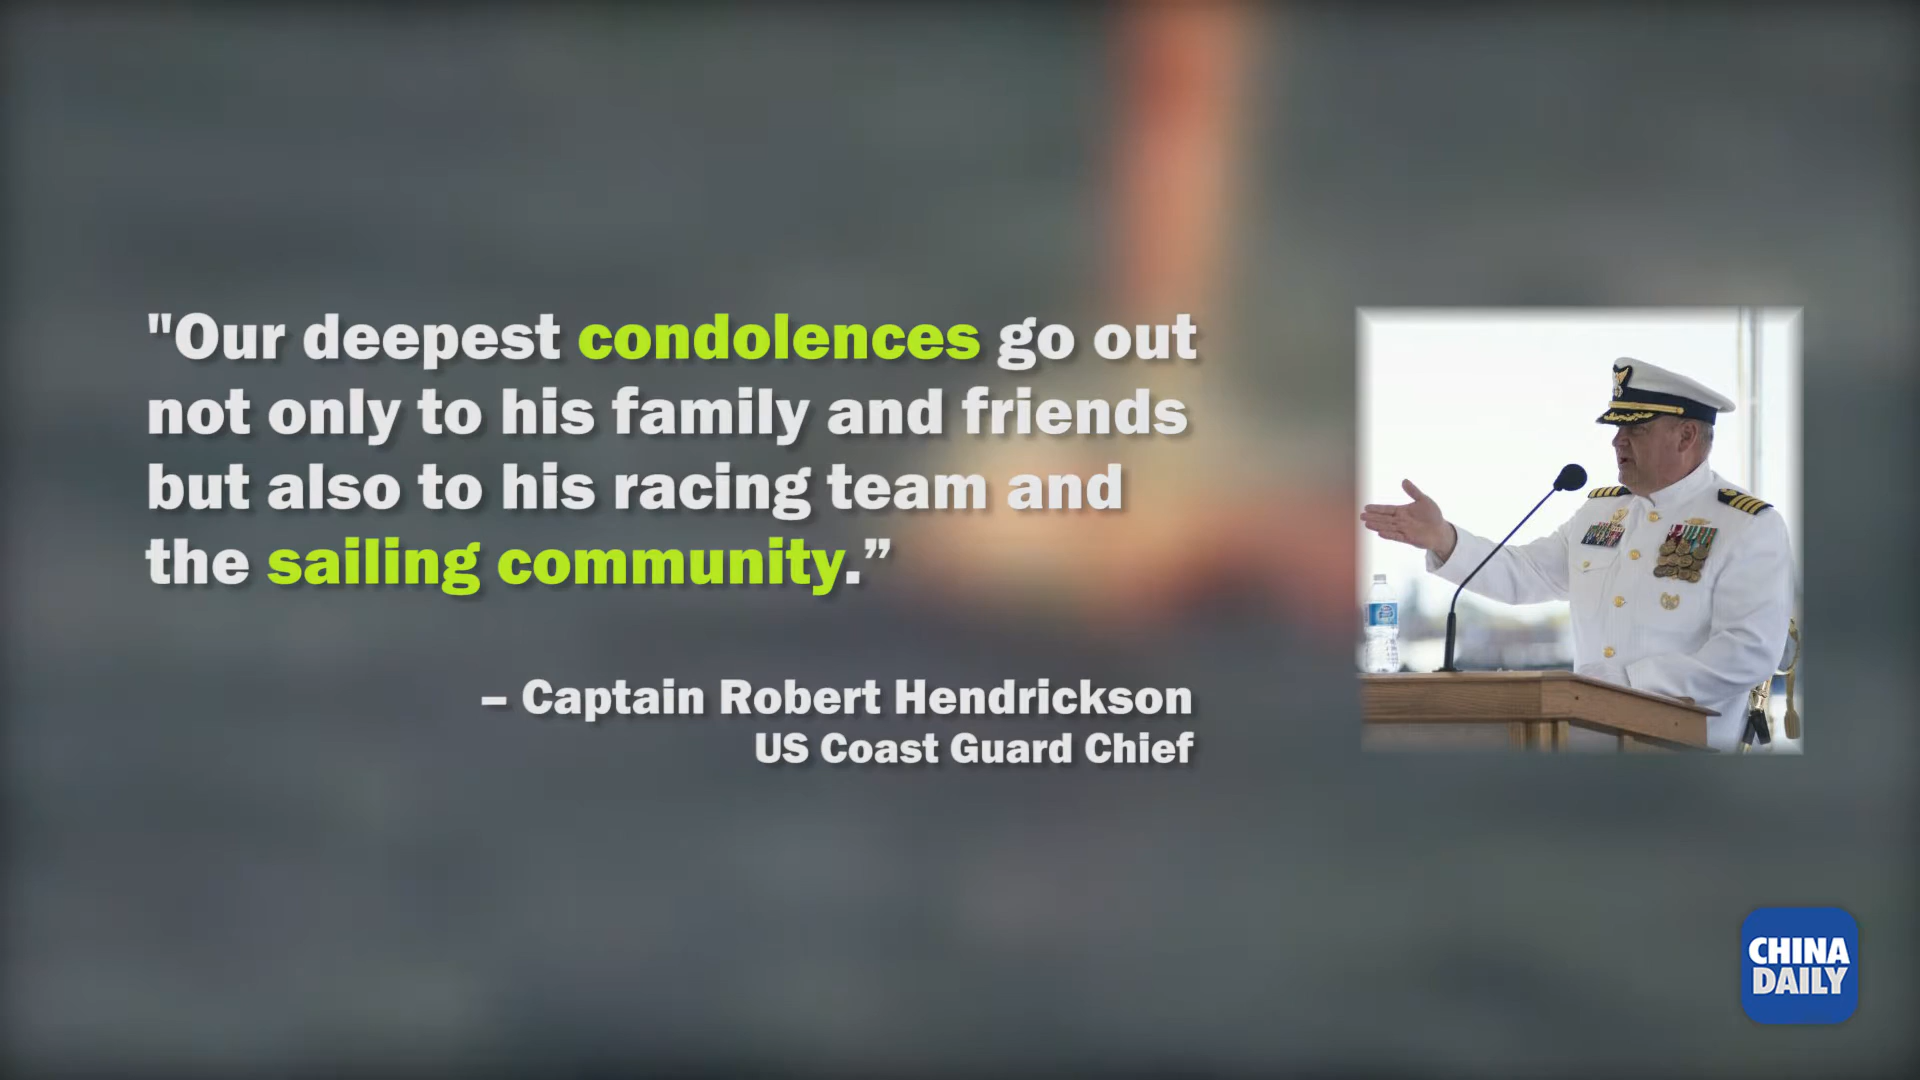 "Our deepest condolences go out
not only to his family and friends
but also to his racing team and
the sailing community.”
– Captain Robert Hendrickson
US Coast Guard Chief
CHINA
DAILY